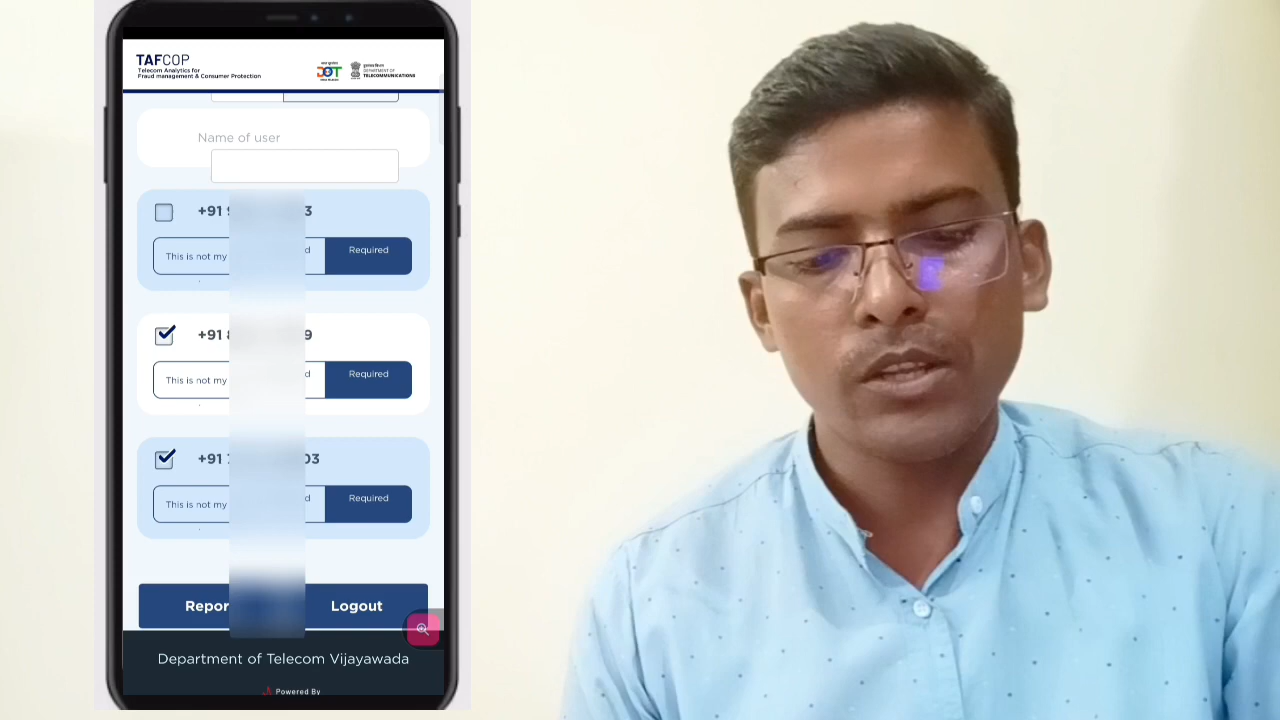 TAFCOP
Telecom Analytics for
Fraud management & Consumer Protection
DEPARTMENT OF
TELECOMMUNICATIONS
Name of user
+91 3
This is not my d Required
+91 9
This is not my d Required
+91 03
This is not my d Required
Repor Logout
Department of Telecom Vijayawada
Powered By